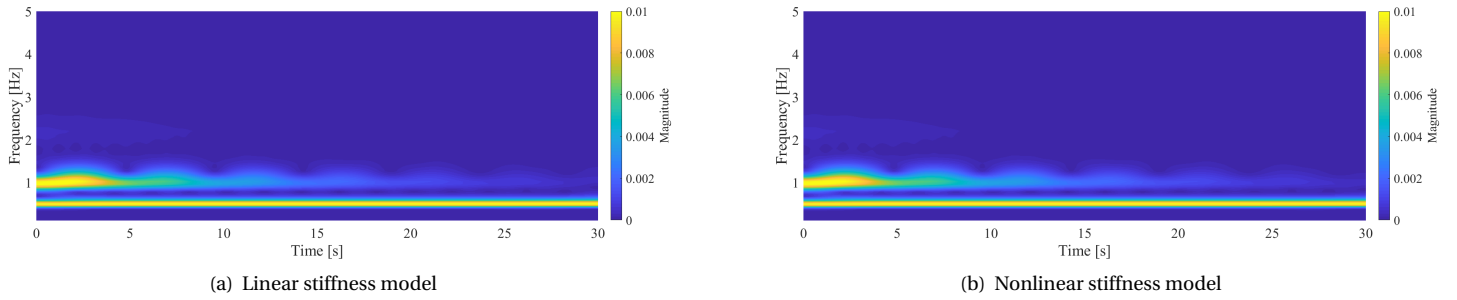 5
4
3
2
1
Frequency [Hz]
0 5 10 15 20 25 30
Time [s]
0.01
0.008
0.006
0.004
0.002
0
Magnitude
(a) Linear stiffness model
5
4
3
2
1
Frequency [Hz]
0 5 10 15 20 25 30
Time [s]
0.01
0.008
0.006
0.004
0.002
0
Magnitude
(b) Nonlinear stiffness model